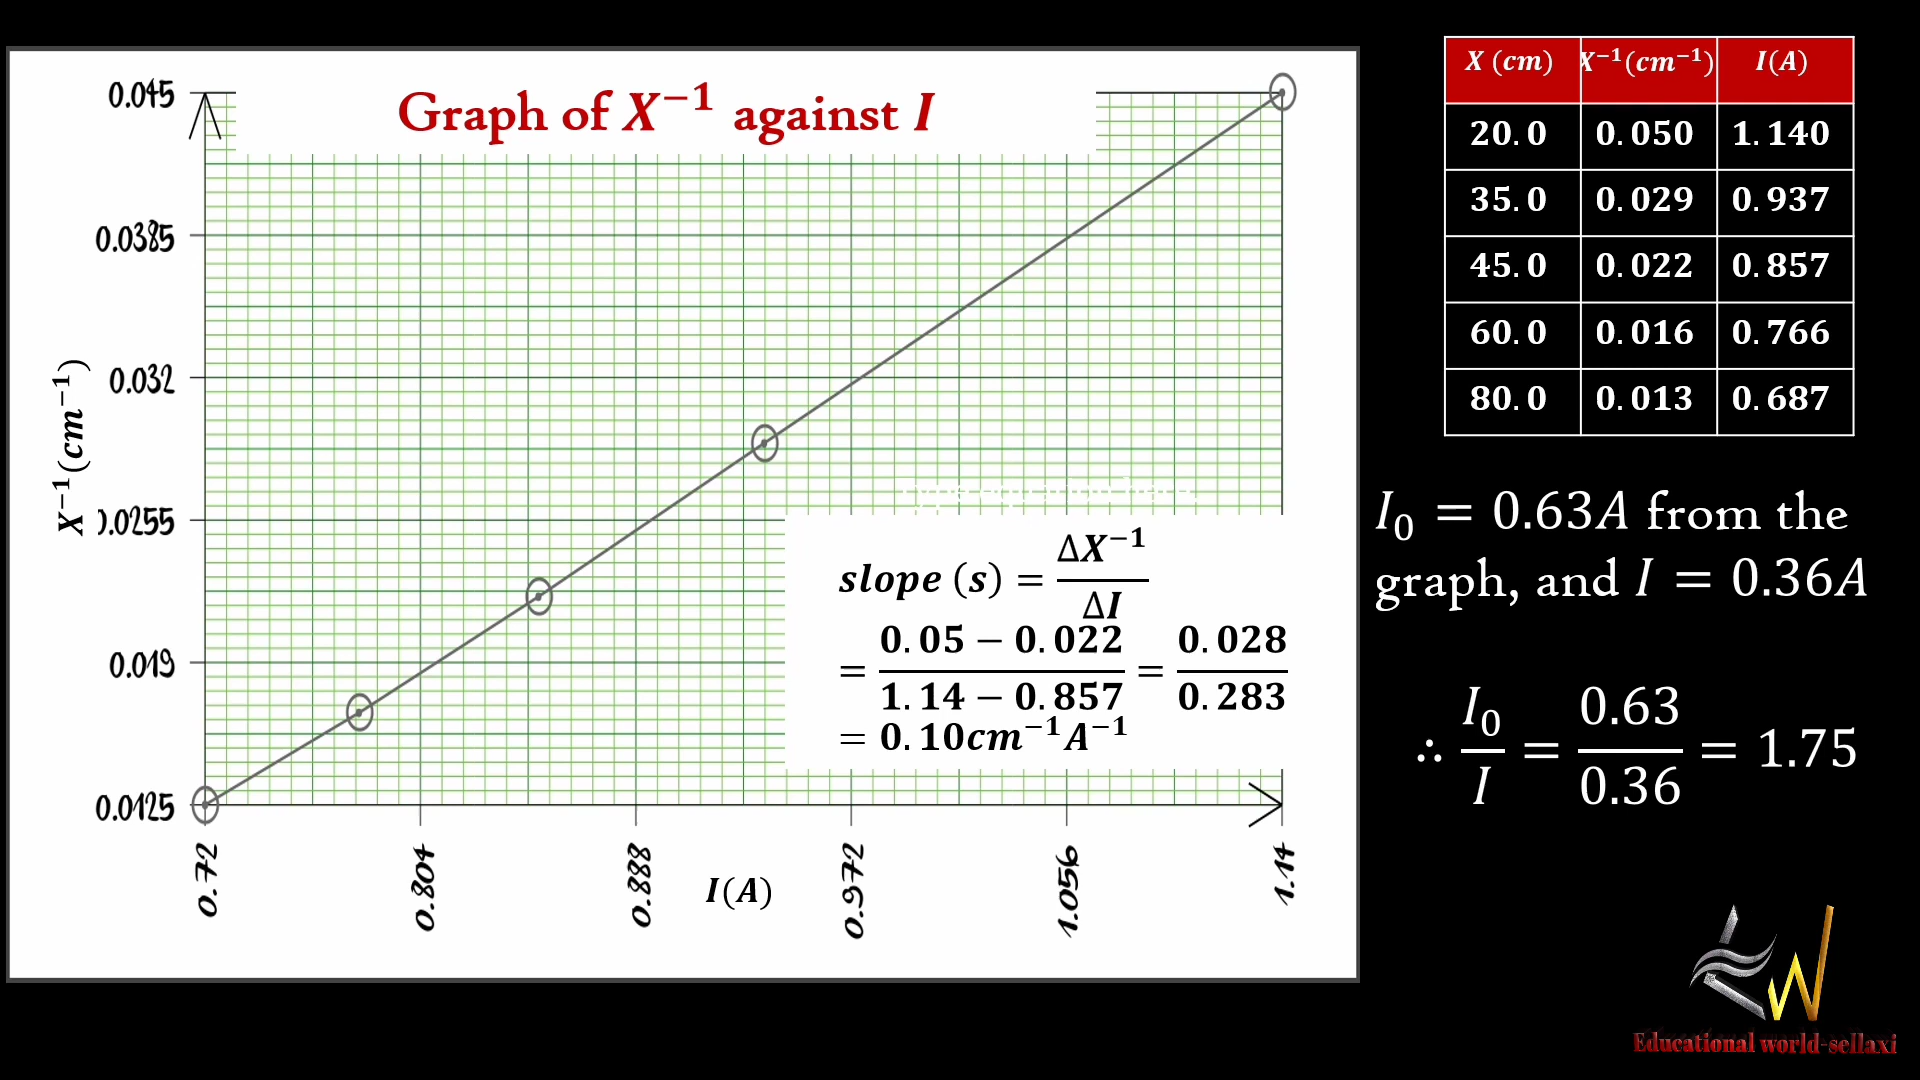 Graph of X⁻¹ against I
0.045
0.0385
0.032
0.0255
0.019
0.0125
X⁻¹(cm⁻¹)
0.72
0.804
0.888
0.972
1.056
1.14
I(A)
slope (s) = ΔX⁻¹ / ΔI
= (0.05 − 0.022) / (1.14 − 0.857) = 0.028 / 0.283
= 0.10cm⁻¹A⁻¹
X (cm) X⁻¹(cm⁻¹) I(A)
20.0 0.050 1.140
35.0 0.029 0.937
45.0 0.022 0.857
60.0 0.016 0.766
80.0 0.013 0.687
I₀ = 0.63A from the
graph, and I = 0.36A
∴ I₀ / I = 0.63 / 0.36 = 1.75
Educational world-sellaxi